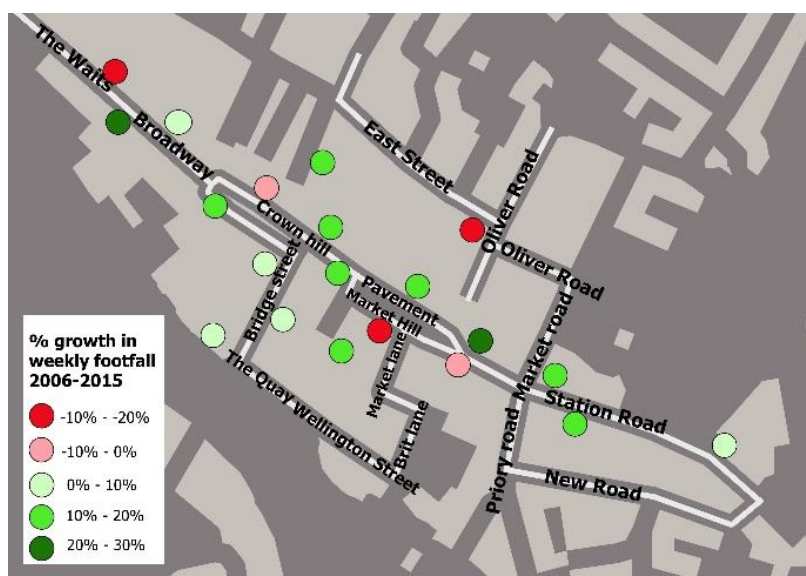 The Waits
Broadway
East Street
Oliver Road
Oliver Road
Crown hill
Bridge street
Pavement
Market Hill
Market road
Market lane
Brit lane
The Quay Wellington Street
Station Road
Priory road
New Road
% growth in
weekly footfall
2006-2015
-10% - -20%
-10% - 0%
0% - 10%
10% - 20%
20% - 30%